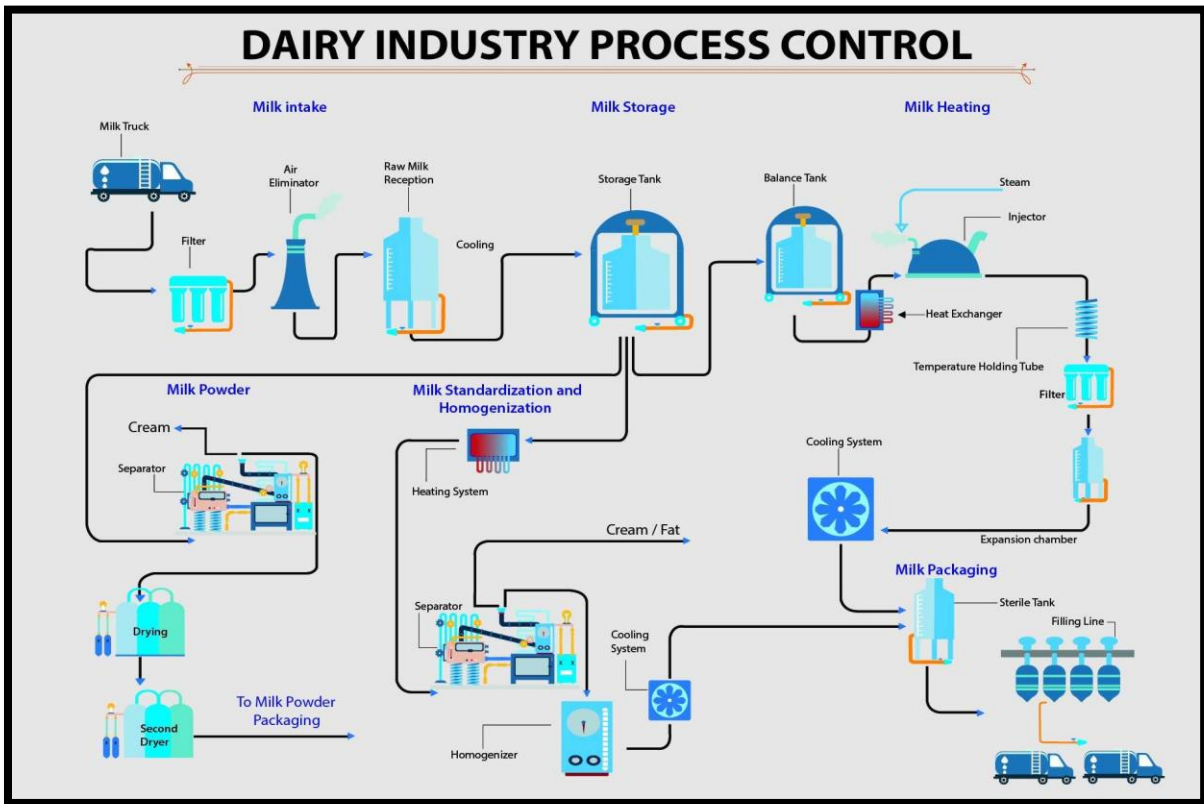 DAIRY INDUSTRY PROCESS CONTROL
Milk intake
Milk Storage
Milk Heating
Milk Truck
Air
Eliminator
Raw Milk
Reception
Storage Tank
Balance Tank
Steam
Injector
Filter
Cooling
Heat Exchanger
Temperature Holding Tube
Filter
Milk Powder
Milk Standardization and
Homogenization
Cream
Separator
Heating System
Cooling System
Cream / Fat
Expansion chamber
Milk Packaging
Sterile Tank
Filling Line
Separator
Cooling
System
Drying
Second
Dryer
To Milk Powder
Packaging
Homogenizer